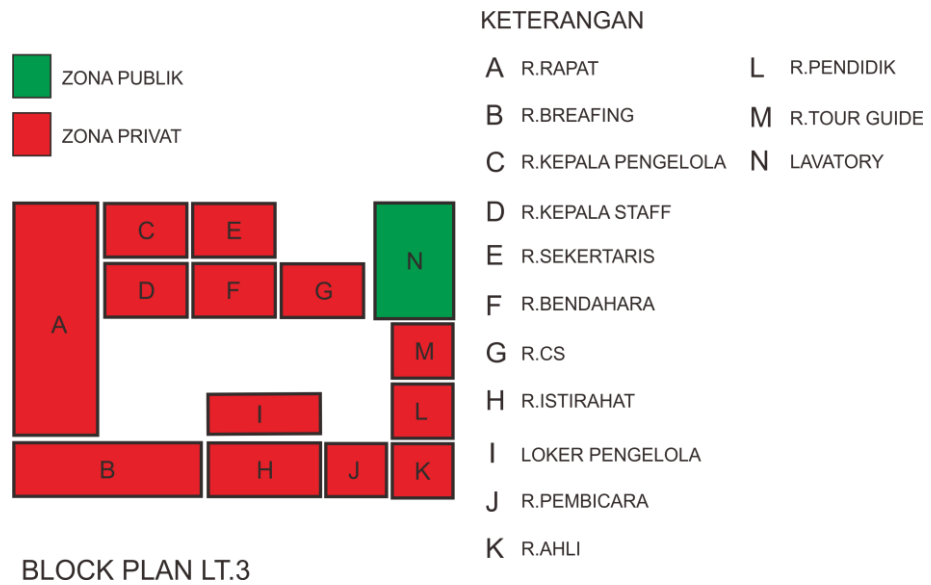 KETERANGAN
ZONA PUBLIK
ZONA PRIVAT
A R.RAPAT
B R.BREAFING
C R.KEPALA PENGELOLA
D R.KEPALA STAFF
E R.SEKERTARIS
F R.BENDAHARA
G R.CS
H R.ISTIRAHAT
I LOKER PENGELOLA
J R.PEMBICARA
K R.AHLI
L R.PENDIDIK
M R.TOUR GUIDE
N LAVATORY
C
E
N
D
F
G
A
M
I
L
B
H
J
K
BLOCK PLAN LT.3